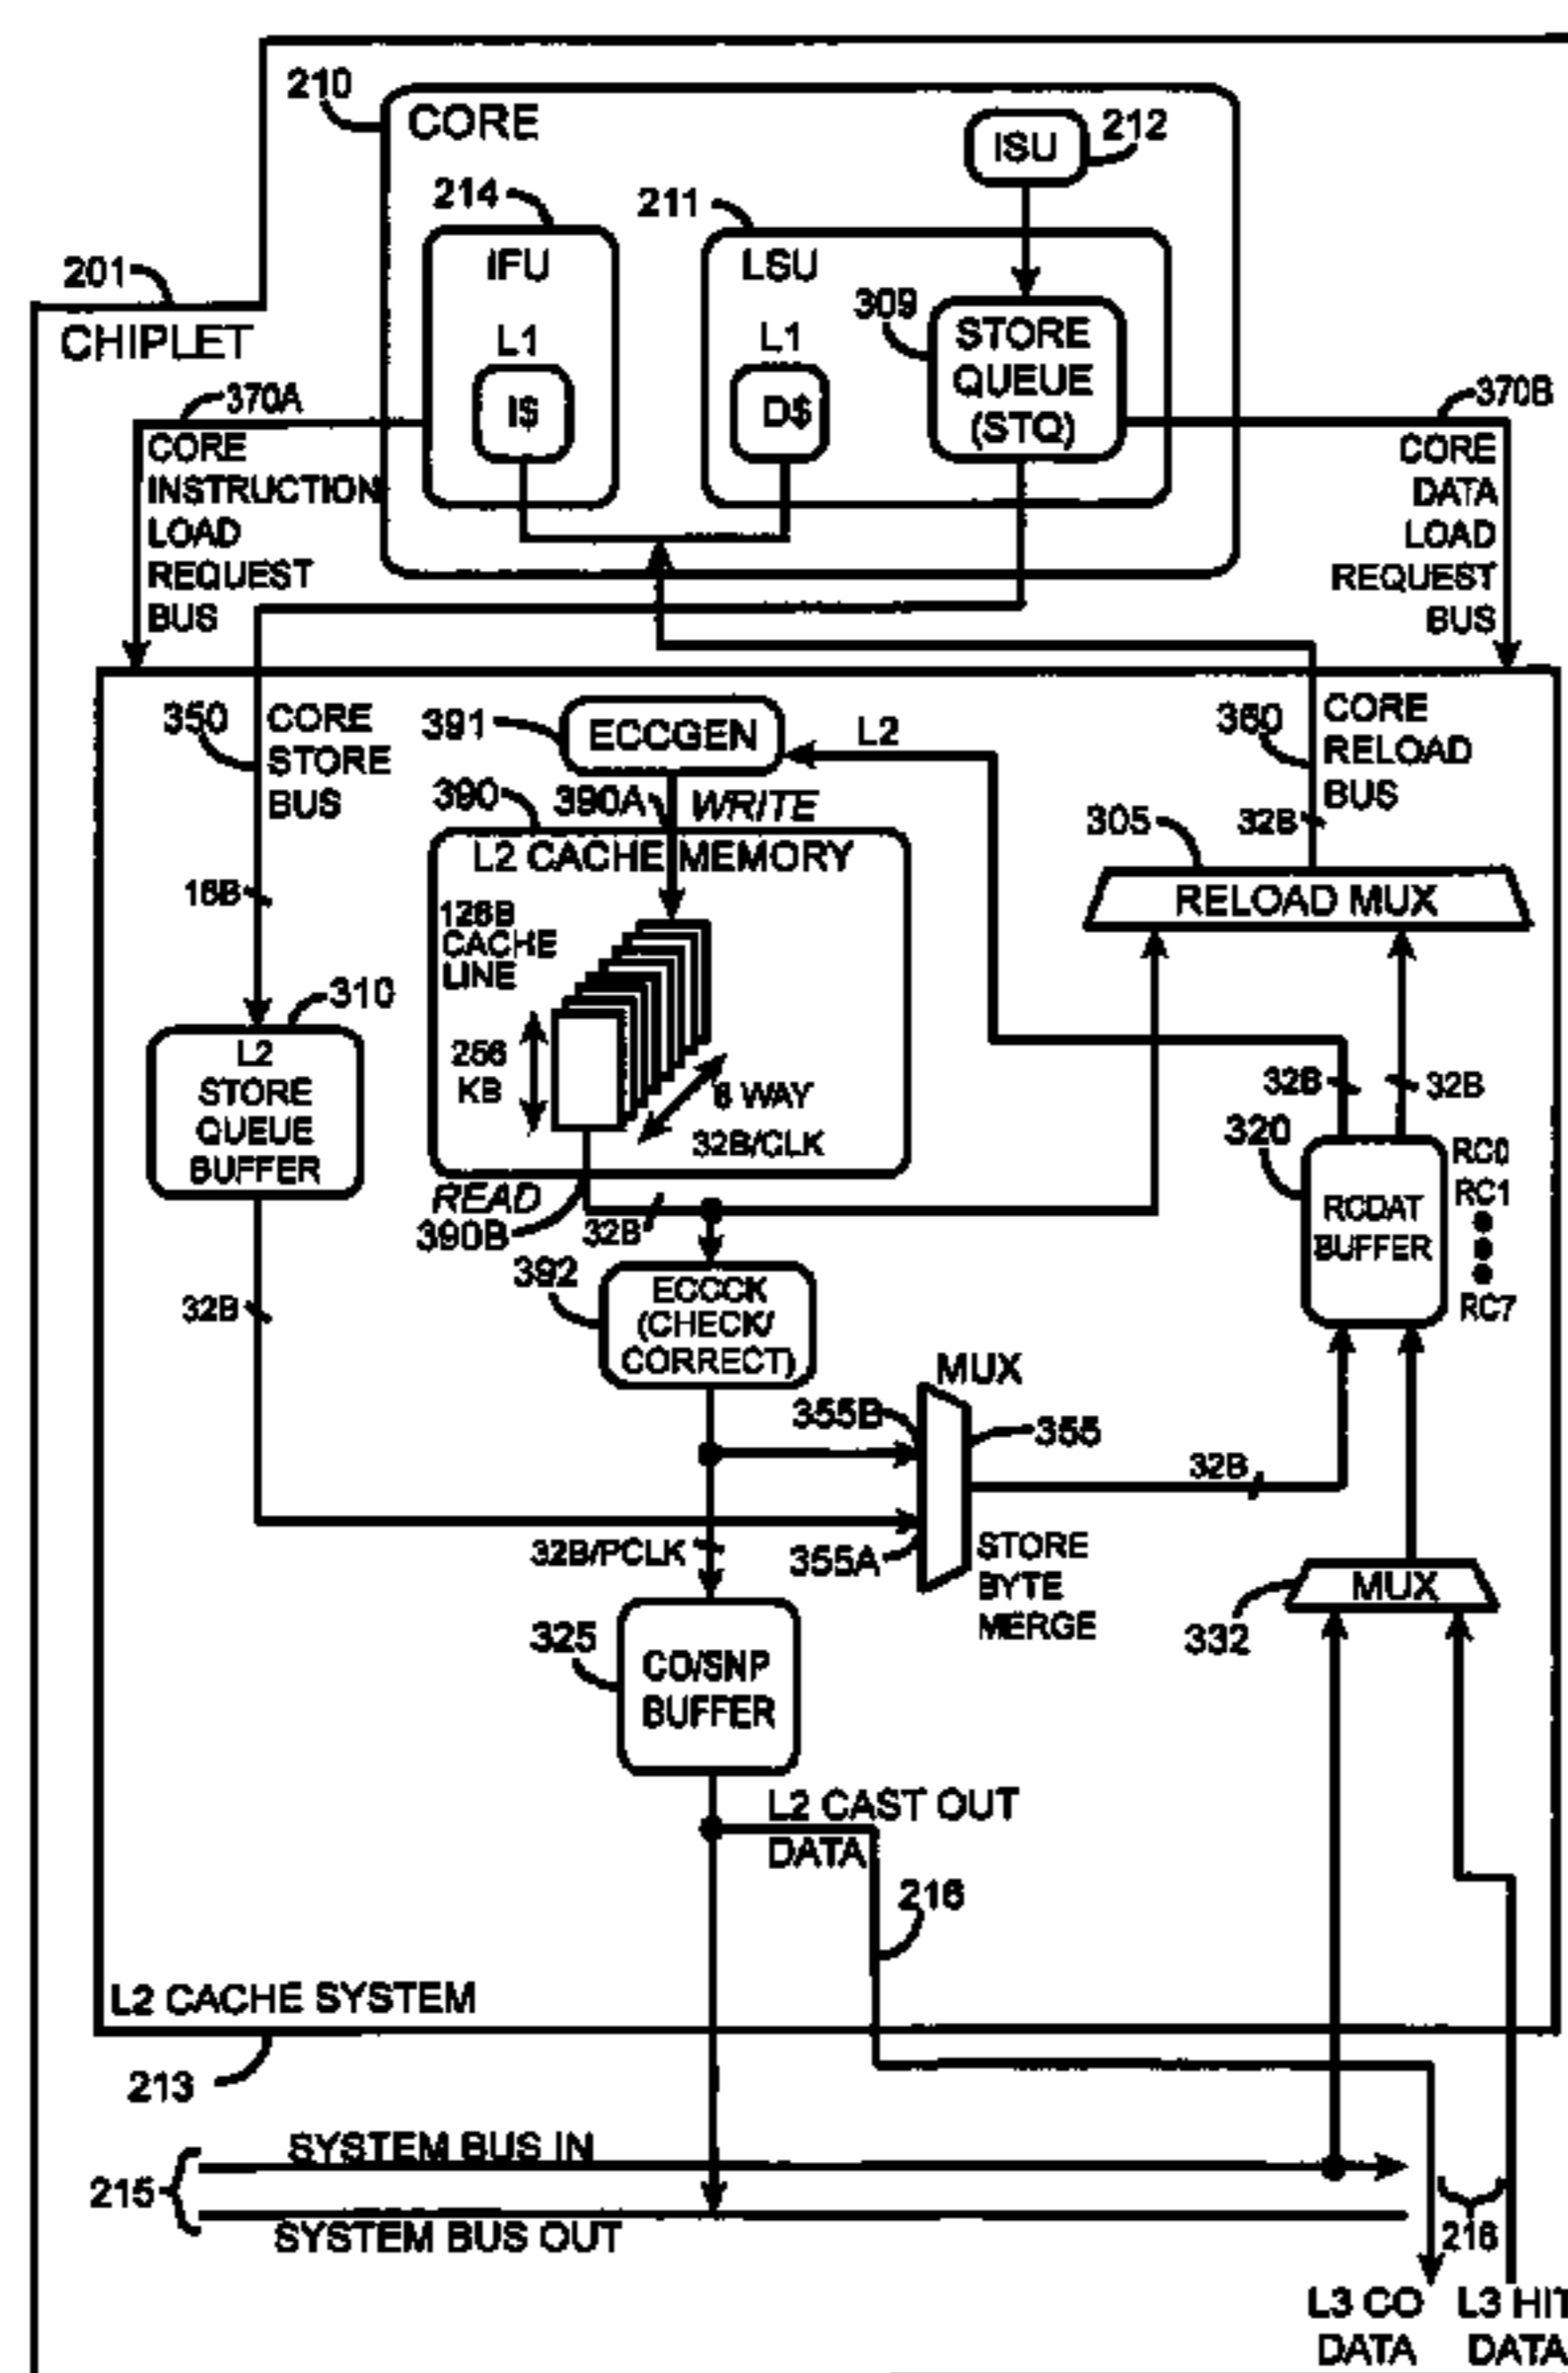 210
CORE
ISU
212
214
211
201
IFU
LSU
CHIPLET
309
L1
L1
STORE
QUEUE
(STQ)
I$
D$
370A
370B
CORE
INSTRUCTION
LOAD
REQUEST
BUS
CORE
DATA
LOAD
REQUEST
BUS
350
CORE
STORE
BUS
391
ECCGEN
L2
360
CORE
RELOAD
BUS
390
390A
WRITE
305
32B
L2 CACHE MEMORY
16B
RELOAD MUX
128B
CACHE
LINE
310
L2
STORE
QUEUE
BUFFER
256
KB
8 WAY
32B/CLK
32B
32B
320
RC0
RC1
RCDAT
BUFFER
RC7
READ
390B
32B
392
ECCCK
(CHECK/
CORRECT)
32B
MUX
355B
355
32B
32B/PCLK
355A
STORE
BYTE
MERGE
MUX
332
325
CO/SNP
BUFFER
L2 CAST OUT
DATA
216
L2 CACHE SYSTEM
213
SYSTEM BUS IN
215
SYSTEM BUS OUT
216
L3 CO
DATA
L3 HIT
DATA